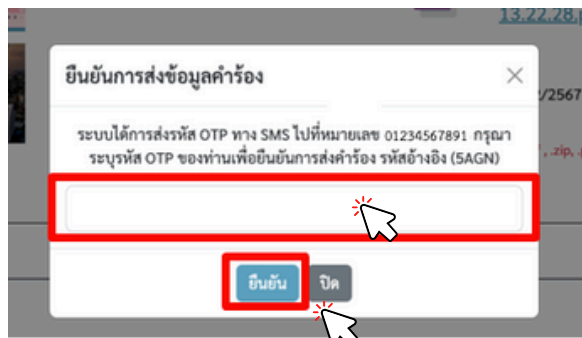 13.22.28.
ยืนยันการส่งข้อมูลคำร้อง
/2567
ระบบได้การส่งรหัส OTP ทาง SMS ไปที่หมายเลข 01234567891 กรุณา
ระบุรหัส OTP ของท่านเพื่อยืนยันการส่งคำร้อง รหัสอ้างอิง (5AGN)
, .zip,
ยืนยัน
ปิด